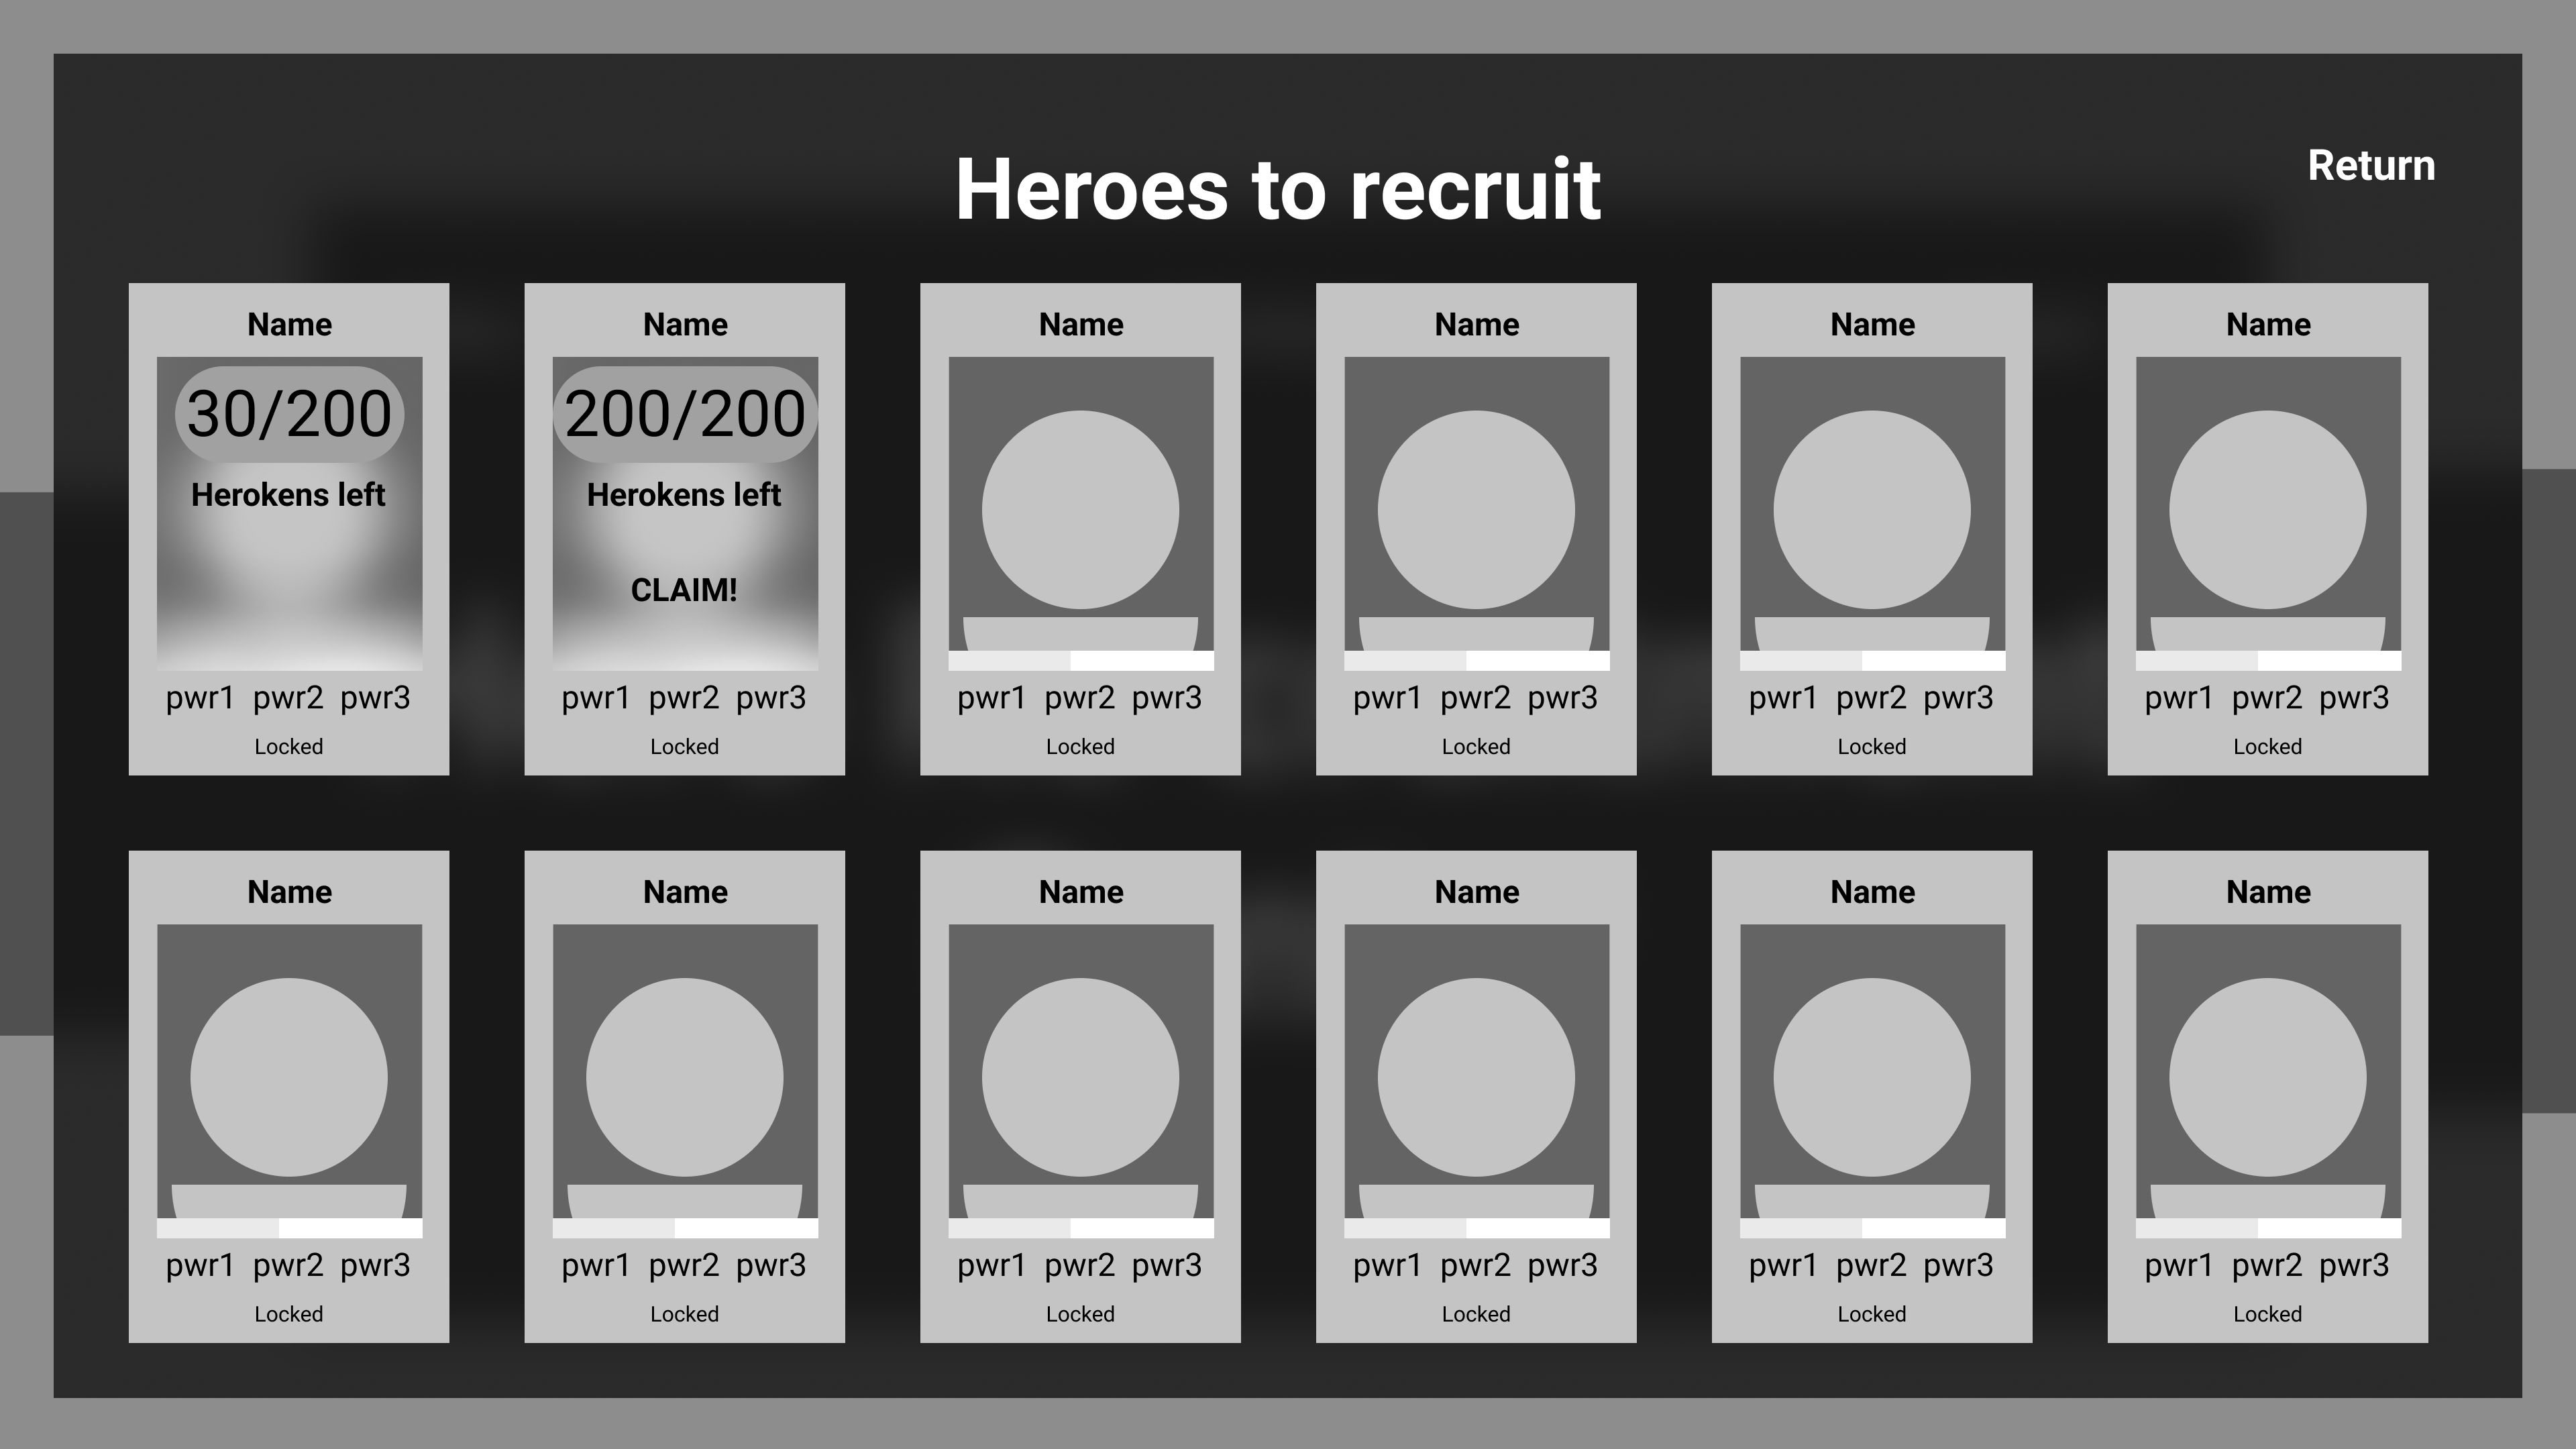 Heroes to recruit
Return
Name Name Name Name Name Name
30/200 200/200
Herokens left Herokens left
CLAIM!
pwr1 pwr2 pwr3 pwr1 pwr2 pwr3 pwr1 pwr2 pwr3 pwr1 pwr2 pwr3 pwr1 pwr2 pwr3 pwr1 pwr2 pwr3
Locked Locked Locked Locked Locked Locked
Name Name Name Name Name Name
pwr1 pwr2 pwr3 pwr1 pwr2 pwr3 pwr1 pwr2 pwr3 pwr1 pwr2 pwr3 pwr1 pwr2 pwr3 pwr1 pwr2 pwr3
Locked Locked Locked Locked Locked Locked